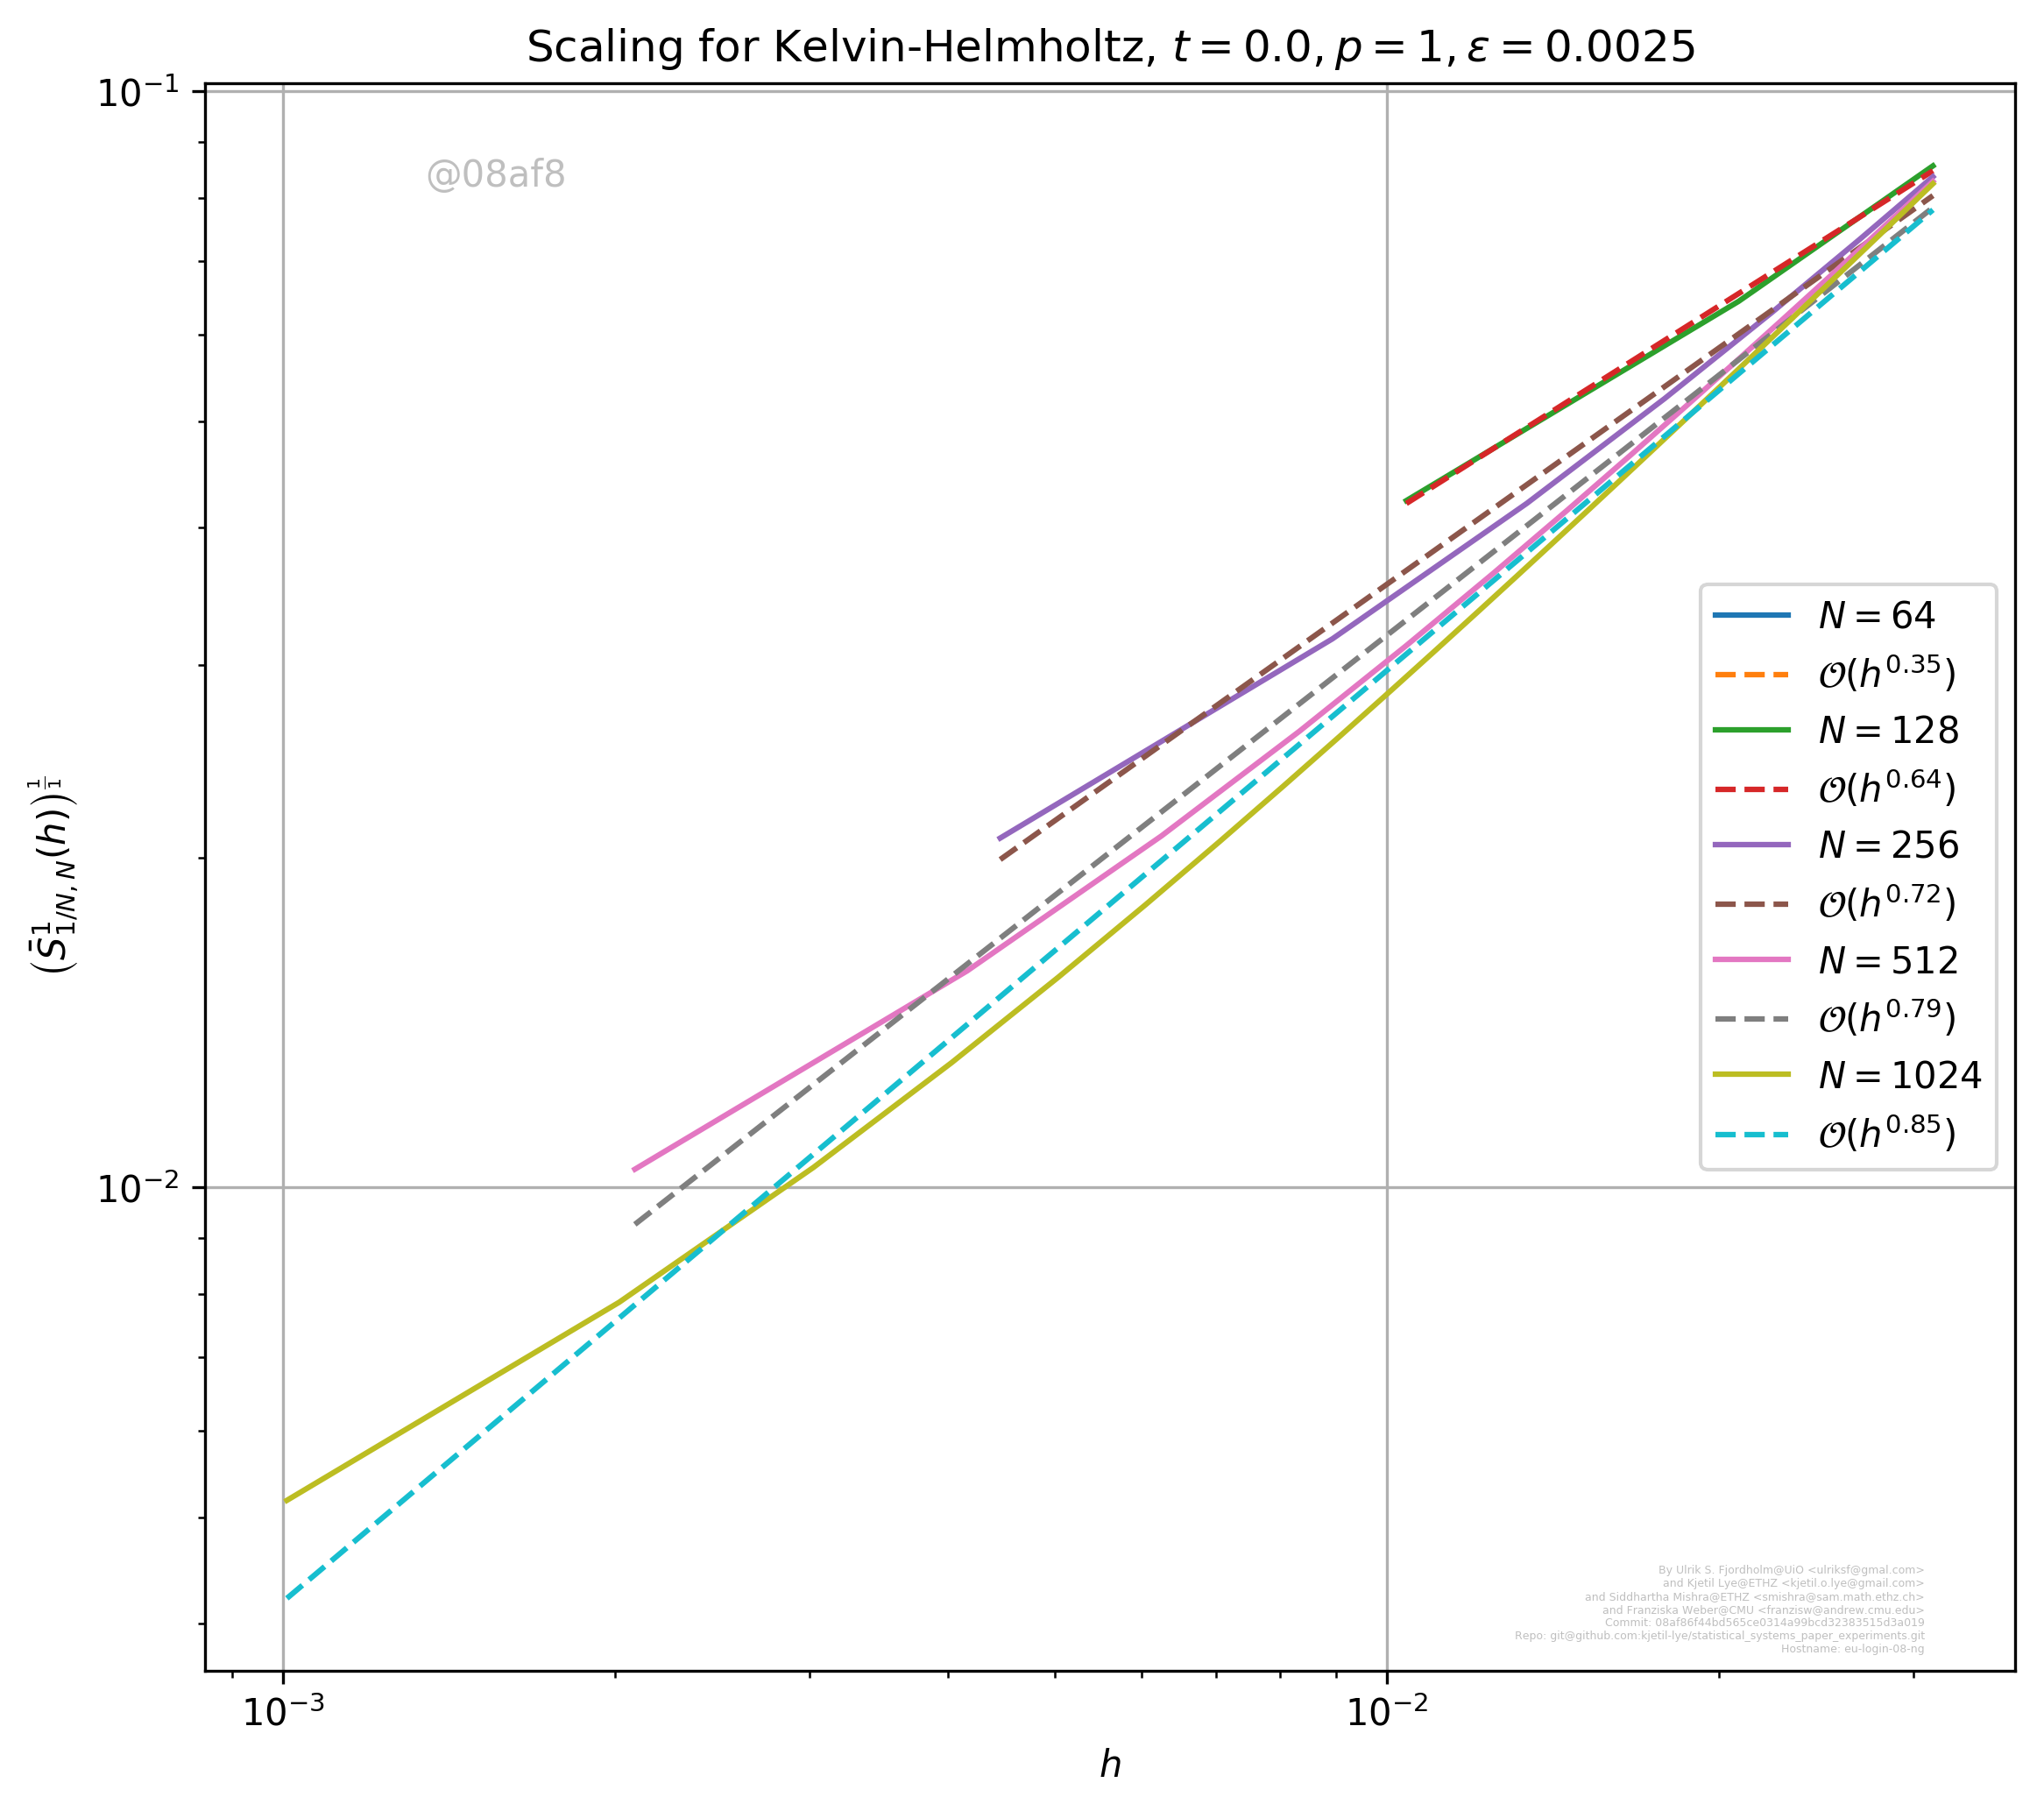 Scaling for Kelvin-Helmholtz, t = 0.0, p = 1, ε = 0.0025
10⁻¹
@08af8
(S̄¹_{1/N, N}(h))^{1/1}
N = 64
𝒪(h^{0.35})
N = 128
𝒪(h^{0.64})
N = 256
𝒪(h^{0.72})
N = 512
𝒪(h^{0.79})
N = 1024
𝒪(h^{0.85})
10⁻²
By Ulrik S. Fjordholm@UiO <ulriksf@gmal.com>
and Kjetil Lye@ETHZ <kjetil.o.lye@gmail.com>
and Siddhartha Mishra@ETHZ <smishra@sam.math.ethz.ch>
and Franziska Weber@CMU <franzisw@andrew.cmu.edu>
Commit: 08af86f44bd565ce0314a99bcd32383515d3a019
Repo: git@github.com:kjetil-lye/statistical_systems_paper_experiments.git
Hostname: eu-login-08-ng
10⁻³ 10⁻²
h